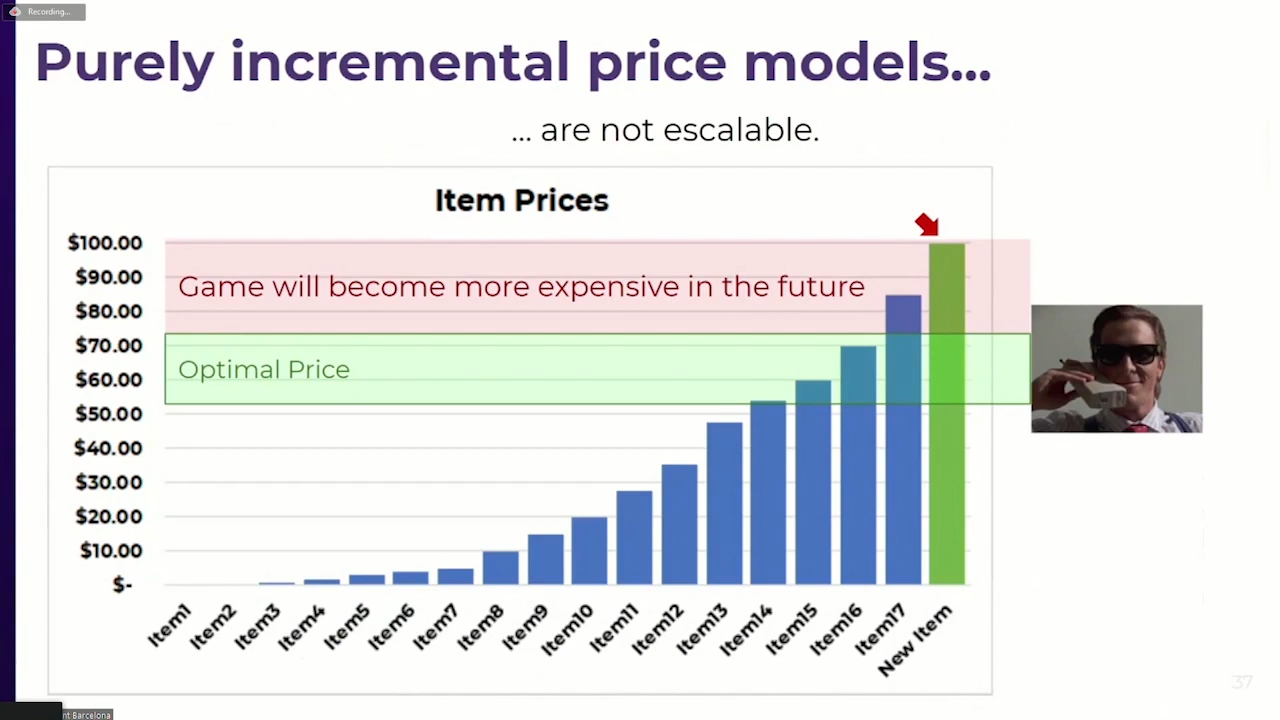 Recording...
Purely incremental price models...
... are not escalable.
Item Prices
$100.00
$90.00
$80.00
$70.00
$60.00
$50.00
$40.00
$30.00
$20.00
$10.00
$-
Game will become more expensive in the future
Optimal Price
Item1
Item2
Item3
Item4
Item5
Item6
Item7
Item8
Item9
Item10
Item11
Item12
Item13
Item14
Item15
Item16
Item17
New Item
37
nt Barcelona